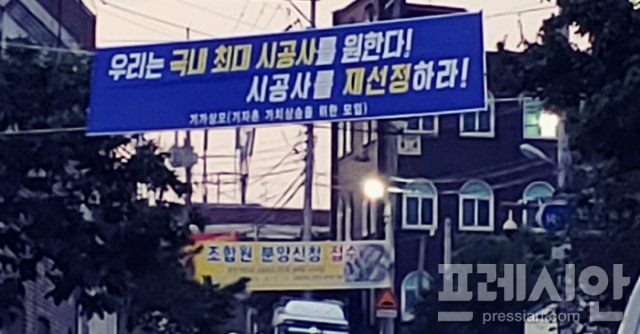 우리는 국내 최대 시공사를 원한다!
시공사를 재선정하라!
기가상모(기자촌 가치상승을 위한 모임)
조합원 분양신청 접수
프레시안
pressian.com